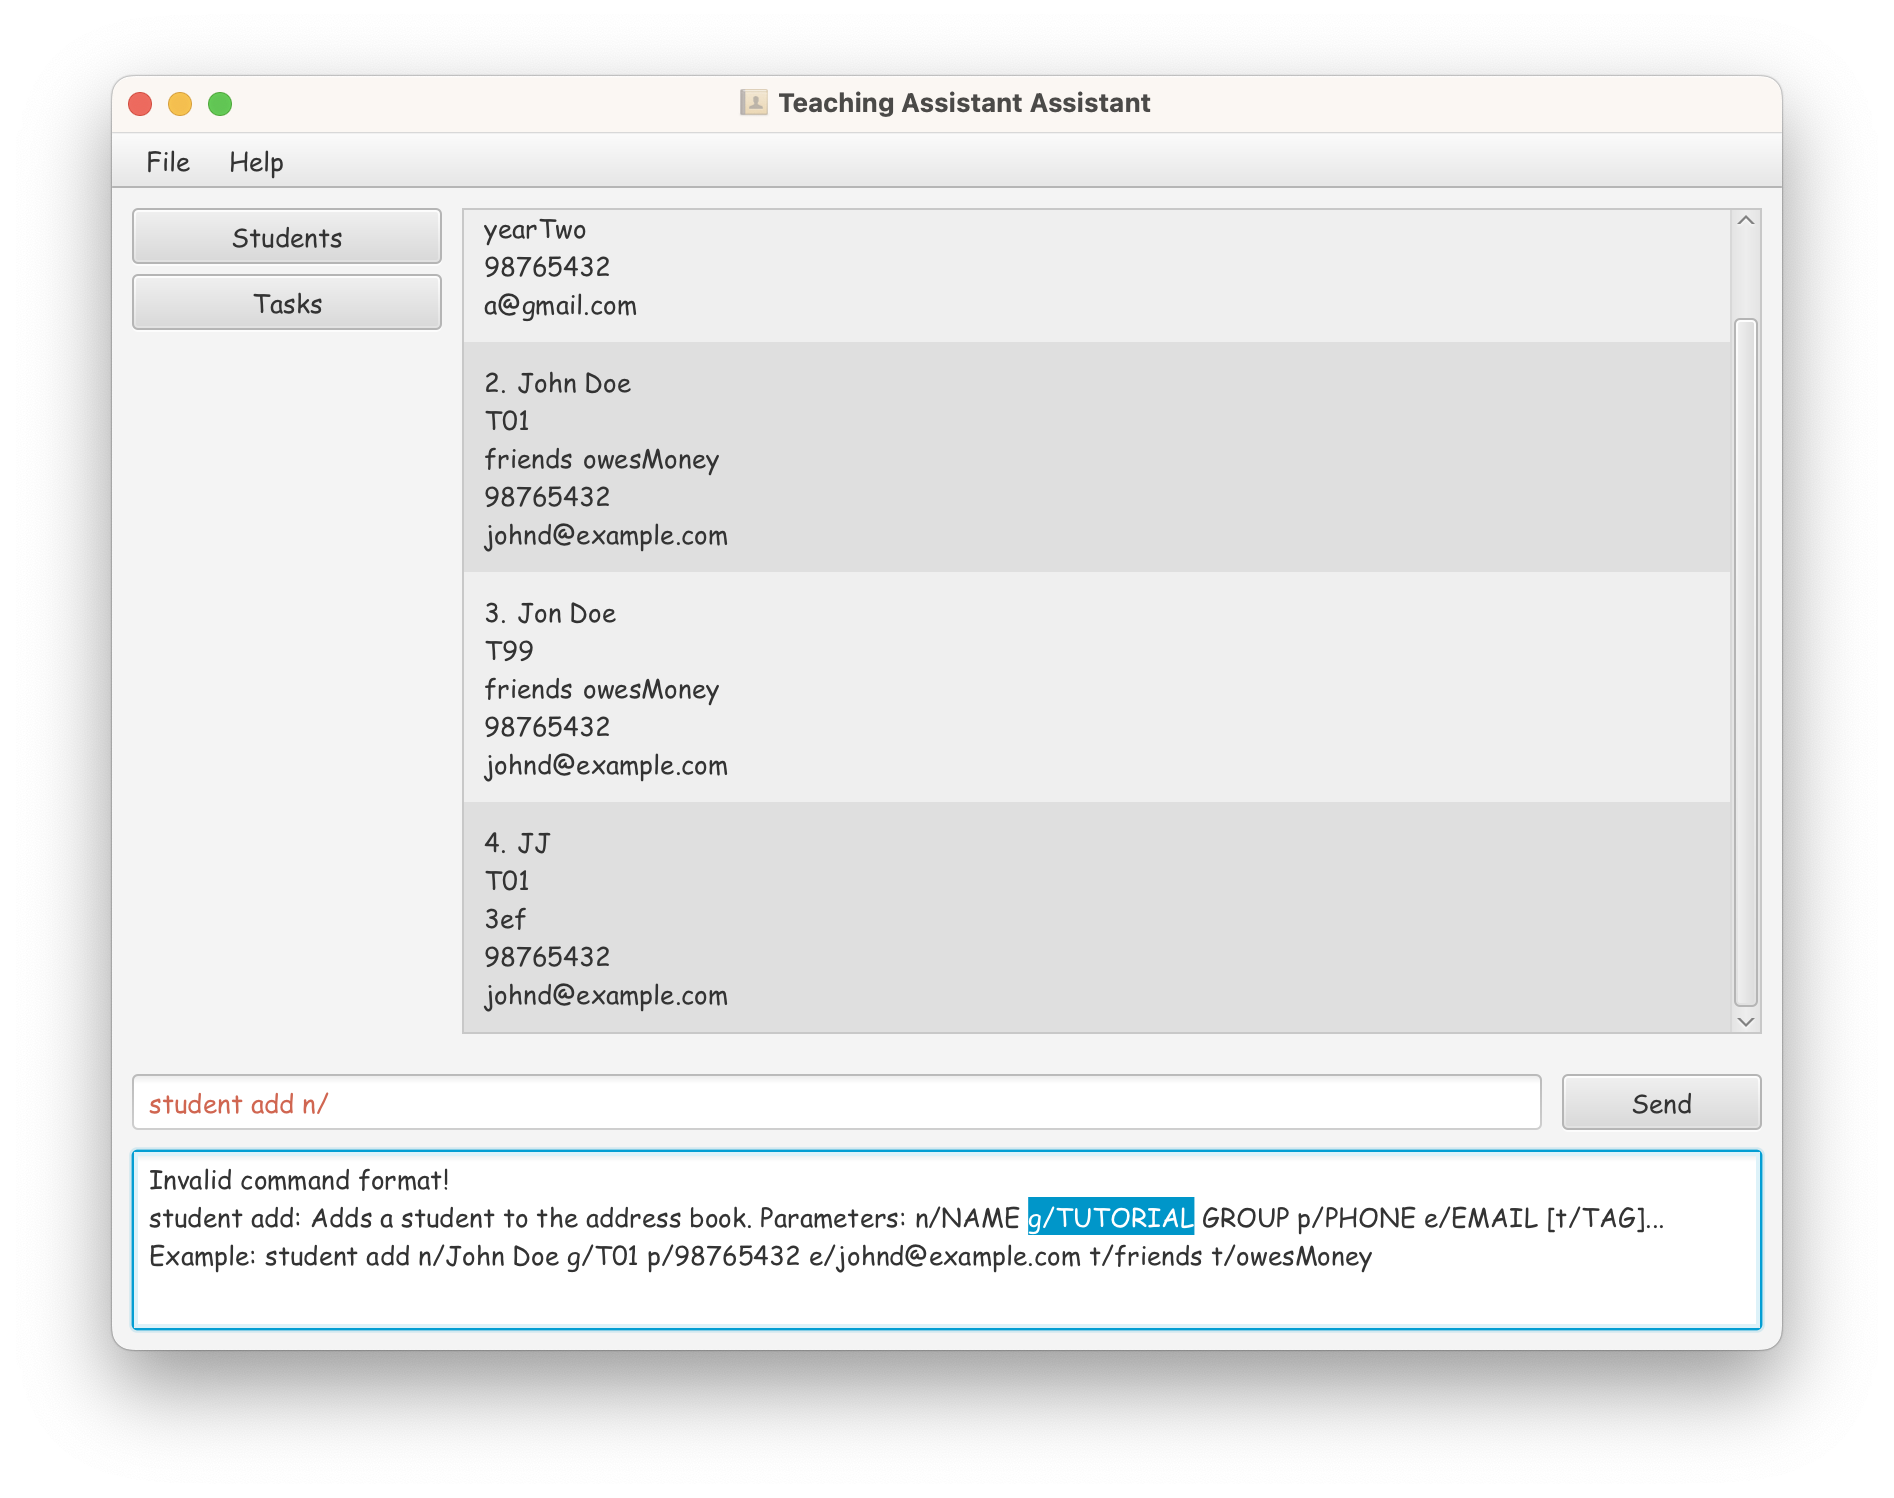 Teaching Assistant Assistant
File Help
Students
Tasks
yearTwo
98765432
a@gmail.com
2. John Doe
T01
friends owesMoney
98765432
johnd@example.com
3. Jon Doe
T99
friends owesMoney
98765432
johnd@example.com
4. JJ
T01
3ef
98765432
johnd@example.com
student add n/
Send
Invalid command format!
student add: Adds a student to the address book. Parameters: n/NAME g/TUTORIAL GROUP p/PHONE e/EMAIL [t/TAG]...
Example: student add n/John Doe g/T01 p/98765432 e/johnd@example.com t/friends t/owesMoney